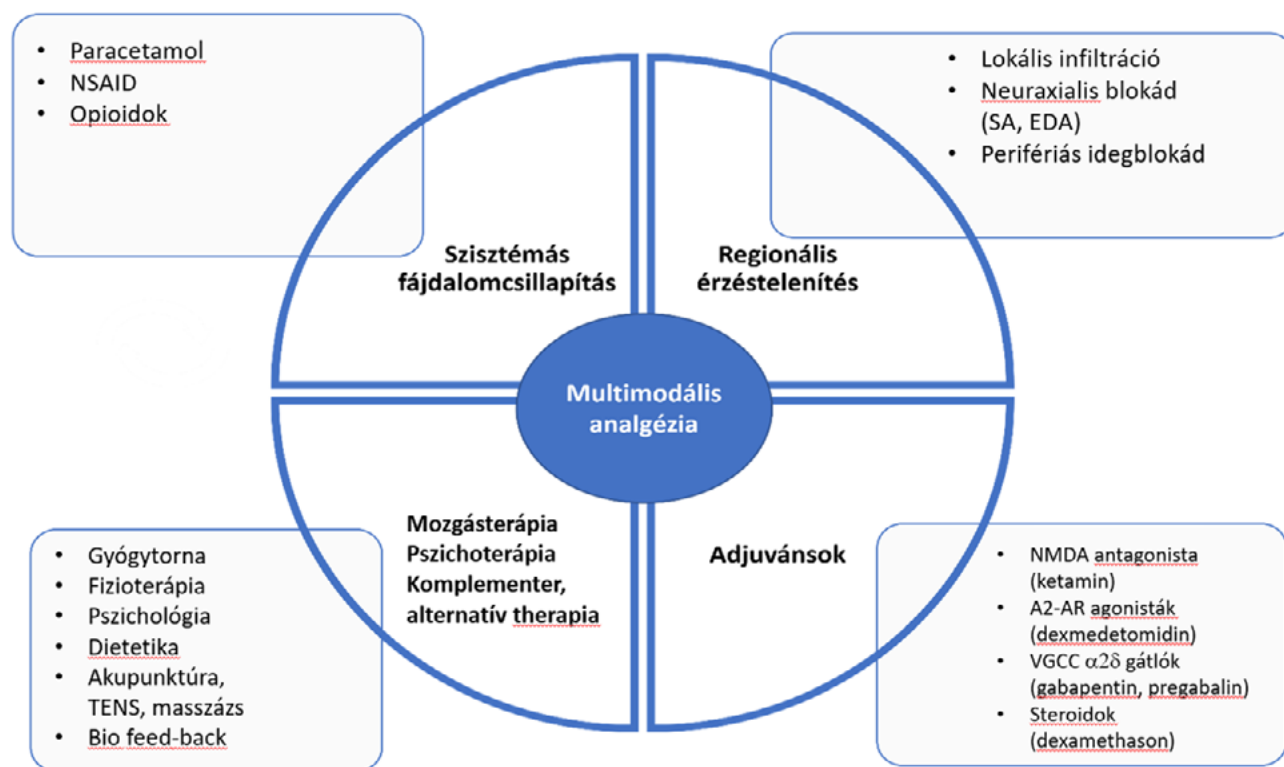 • Paracetamol
• NSAID
• Opioidok
• Lokális infiltráció
• Neuraxialis blokád
(SA, EDA)
• Perifériás idegblokád
Szisztémás
fájdalomcsillapítás
Regionális
érzéstelenítés
Multimodális
analgézia
Mozgásterápia
Pszichoterápia
Komplementer,
alternatív therapia
Adjuvánsok
• Gyógytorna
• Fizioterápia
• Pszichológia
• Dietetika
• Akupunktúra,
TENS, masszázs
• Bio feed-back
• NMDA antagonista
(ketamin)
• A2-AR agonisták
(dexmedetomidin)
• VGCC α2δ gátlók
(gabapentin, pregabalin)
• Steroidok
(dexamethason)